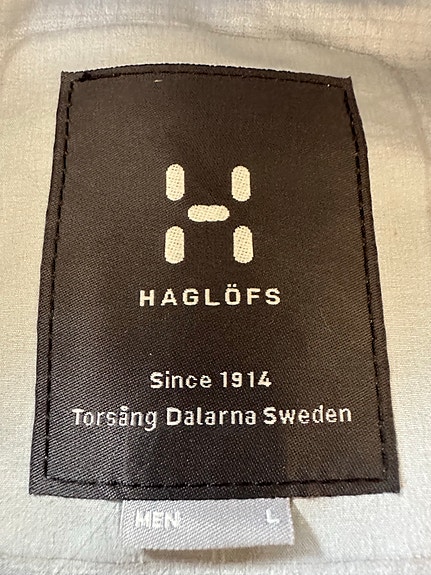 HAGLÖFS
Since 1914
Torsång Dalarna Sweden
MEN L